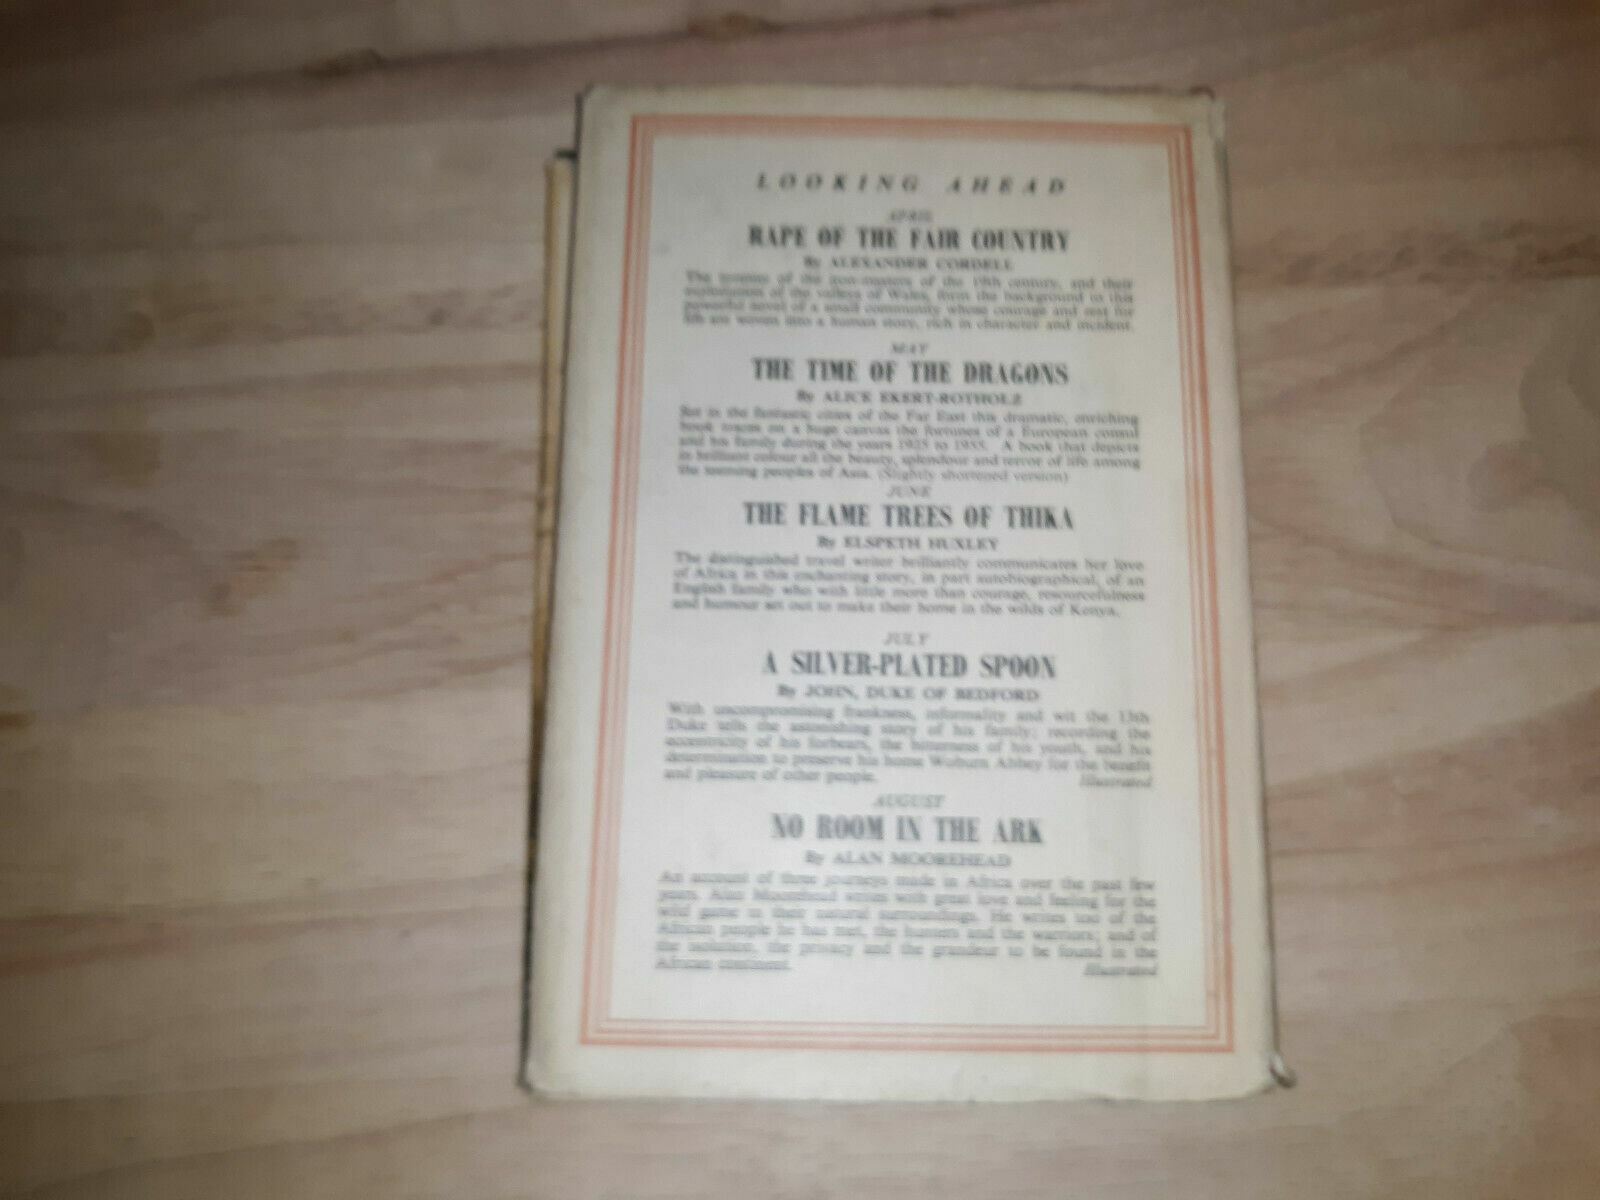 LOOKING AHEAD
APRIL
RAPE OF THE FAIR COUNTRY
By ALEXANDER CORDELL
The tyranny of the iron-masters of the 19th century, and their
exploitation of the valleys of Wales, form the background to this
powerful novel of a small community whose courage and zest for
life are woven into a human story, rich in character and incident.
MAY
THE TIME OF THE DRAGONS
By ALICE EKERT-ROTHOLZ
Set in the fantastic cities of the Far East this dramatic, enriching
book traces on a huge canvas the fortunes of a European consul
and his family during the years 1925 to 1955. A book that depicts
in brilliant colour all the beauty, splendour and terror of life among
the teeming peoples of Asia. (Slightly shortened version)
JUNE
THE FLAME TREES OF THIKA
By ELSPETH HUXLEY
The distinguished travel writer brilliantly communicates her love
of Africa in this enchanting story, in part autobiographical, of an
English family who with little more than courage, resourcefulness
and humour set out to make their home in the wilds of Kenya.
JULY
A SILVER-PLATED SPOON
By JOHN, DUKE OF BEDFORD
With uncompromising frankness, informality and wit the 13th
Duke tells the astonishing story of his family; recording the
eccentricity of his forbears, the bitterness of his youth, and his
determination to preserve his home Woburn Abbey for the benefit
and pleasure of other people. Illustrated
AUGUST
NO ROOM IN THE ARK
By ALAN MOOREHEAD
An account of three journeys made in Africa over the past few
years. Alan Moorehead writes with great love and feeling for the
wild game in their natural surroundings. He writes too of the
African people he has met, the hunters and the warriors; and of
the isolation, the privacy and the grandeur to be found in the
African continent. Illustrated